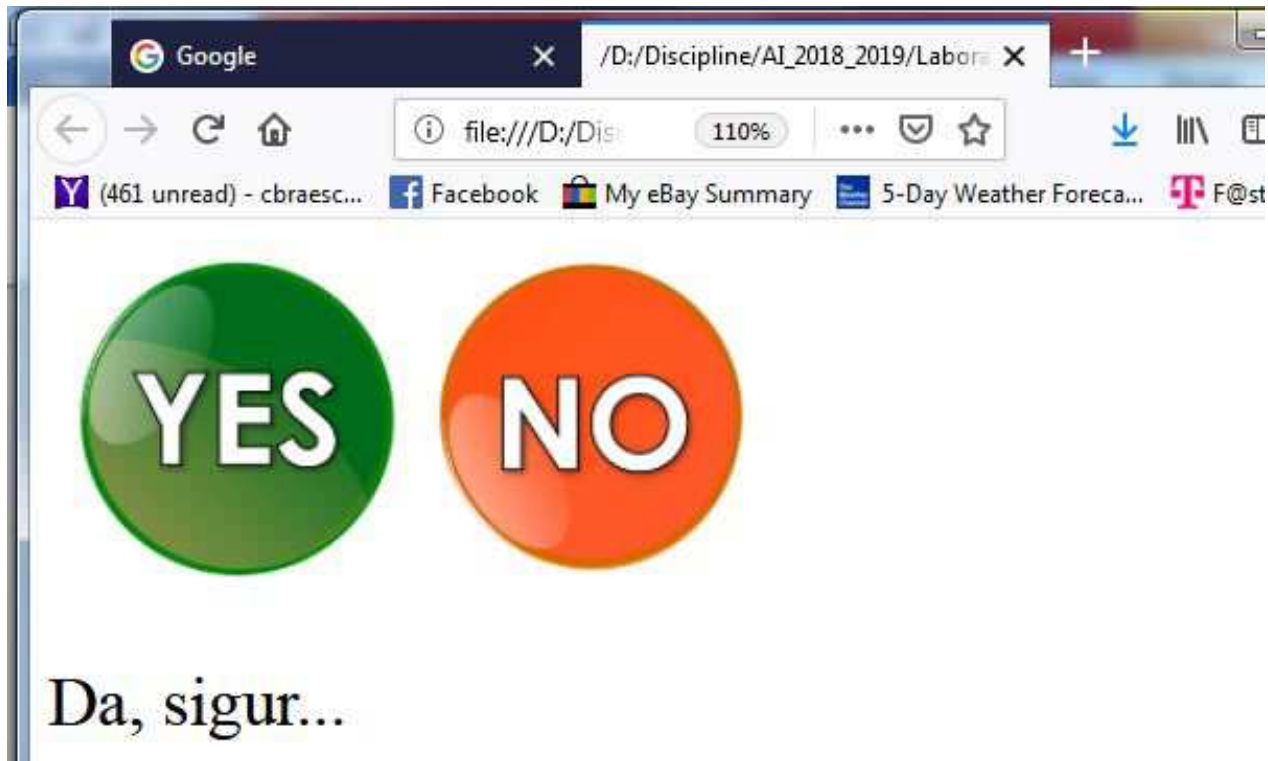 Google /D:/Discipline/AI_2018_2019/Labora
file:///D:/Dis 110%
(461 unread) - cbraesc... Facebook My eBay Summary 5-Day Weather Foreca... F@st
YES NO
Da, sigur...